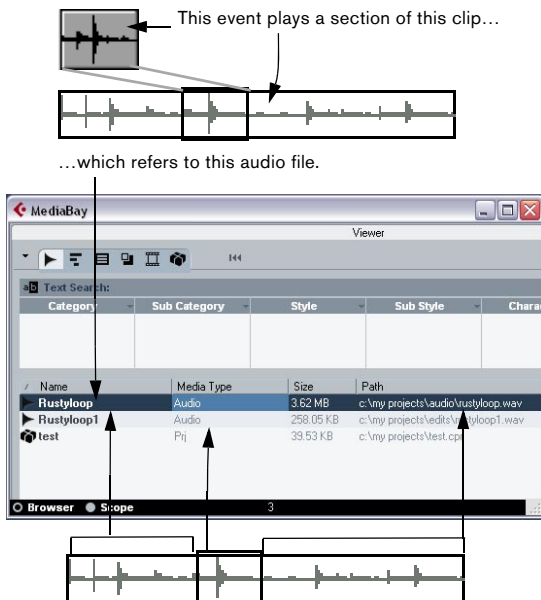 This event plays a section of this clip…
…which refers to this audio file.
MediaBay
Viewer
Text Search:
Category Sub Category Style Sub Style Chara
Name Media Type Size Path
Rustyloop Audio 3.62 MB c:\my projects\audio\rustyloop.wav
Rustyloop1 Audio 258.05 KB c:\my projects\edits\rustyloop1.wav
test Prj 39.53 KB c:\my projects\test.cpr
Browser Scope 3